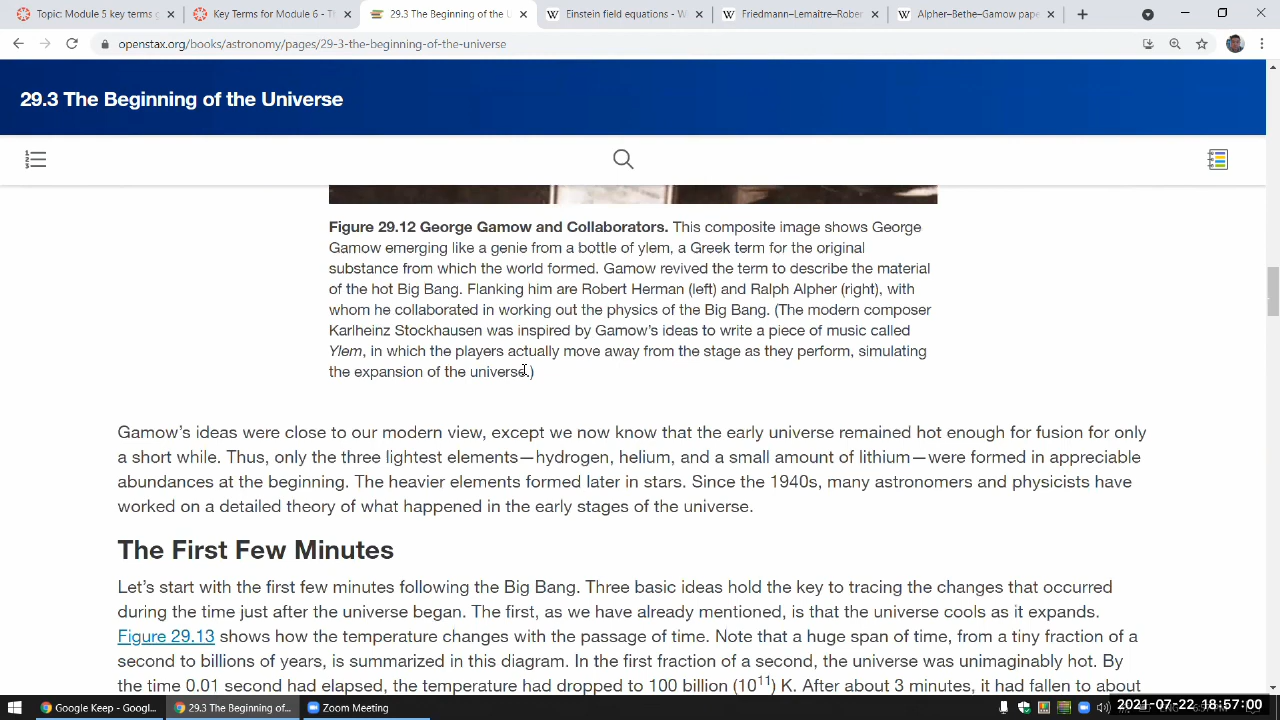 Topic: Module 5 key terms g
Key Terms for Module 6 - Th
29.3 The Beginning of the U
Einstein field equations - W
Friedmann–Lemaître–Rober
Alpher–Bethe–Gamow pape
openstax.org/books/astronomy/pages/29-3-the-beginning-of-the-universe
29.3 The Beginning of the Universe
Figure 29.12 George Gamow and Collaborators. This composite image shows George
Gamow emerging like a genie from a bottle of ylem, a Greek term for the original
substance from which the world formed. Gamow revived the term to describe the material
of the hot Big Bang. Flanking him are Robert Herman (left) and Ralph Alpher (right), with
whom he collaborated in working out the physics of the Big Bang. (The modern composer
Karlheinz Stockhausen was inspired by Gamow’s ideas to write a piece of music called
Ylem, in which the players actually move away from the stage as they perform, simulating
the expansion of the universe.)
Gamow’s ideas were close to our modern view, except we now know that the early universe remained hot enough for fusion for only
a short while. Thus, only the three lightest elements—hydrogen, helium, and a small amount of lithium—were formed in appreciable
abundances at the beginning. The heavier elements formed later in stars. Since the 1940s, many astronomers and physicists have
worked on a detailed theory of what happened in the early stages of the universe.
The First Few Minutes
Let’s start with the first few minutes following the Big Bang. Three basic ideas hold the key to tracing the changes that occurred
during the time just after the universe began. The first, as we have already mentioned, is that the universe cools as it expands.
Figure 29.13 shows how the temperature changes with the passage of time. Note that a huge span of time, from a tiny fraction of a
second to billions of years, is summarized in this diagram. In the first fraction of a second, the universe was unimaginably hot. By
the time 0.01 second had elapsed, the temperature had dropped to 100 billion (10¹¹) K. After about 3 minutes, it had fallen to about
Google Keep - Googl...
29.3 The Beginning of...
Zoom Meeting
2021-07-22 18:57:00